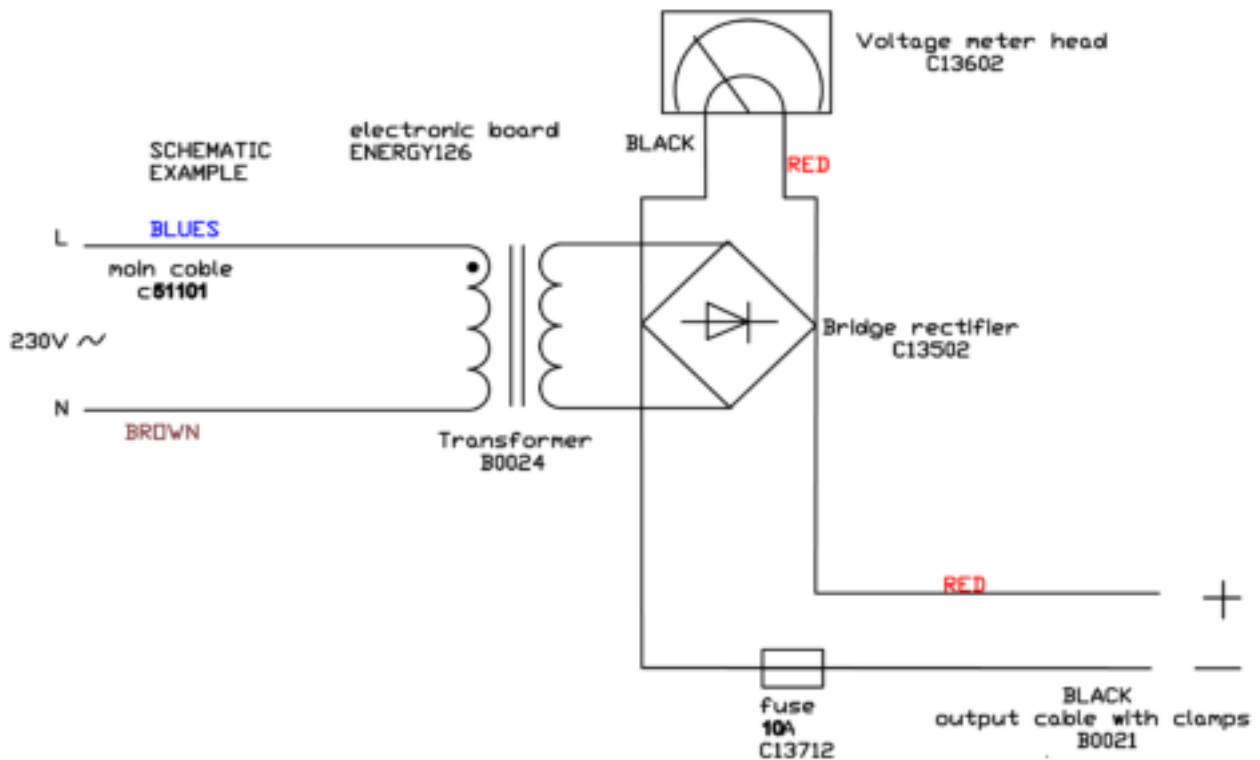 Voltage meter head
C13602
electronic board
ENERGY126
SCHEMATIC
EXAMPLE
BLACK
RED
L
BLUES
main cable
c51101
230V ~
Bridge rectifier
C13502
N
BROWN
Transformer
B0024
RED
+
−
fuse
10A
C13712
BLACK
output cable with clamps
B0021